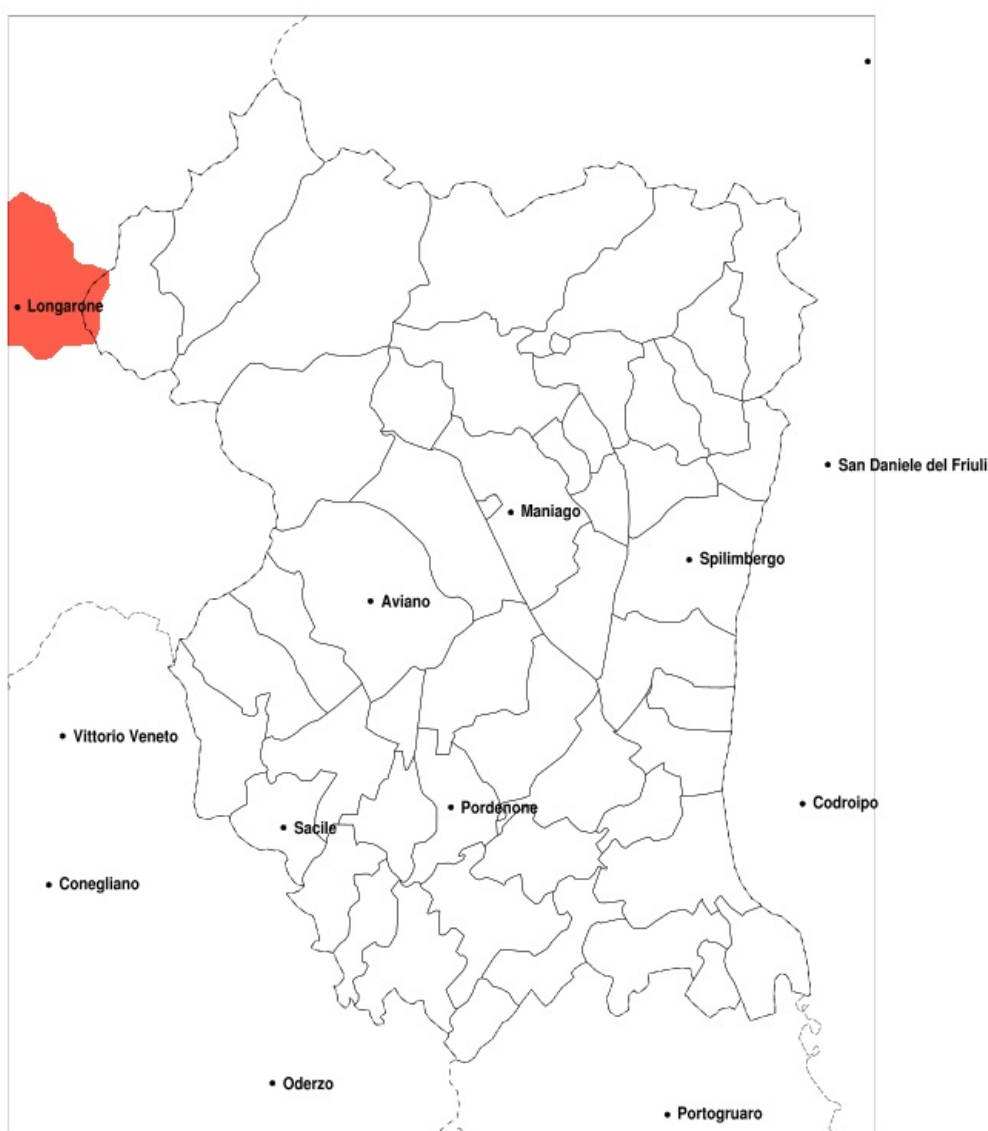 Longarone
San Daniele del Friuli
Maniago
Spilimbergo
Aviano
Vittorio Veneto
Codroipo
Pordenone
Sacile
Conegliano
Oderzo
Portogruaro